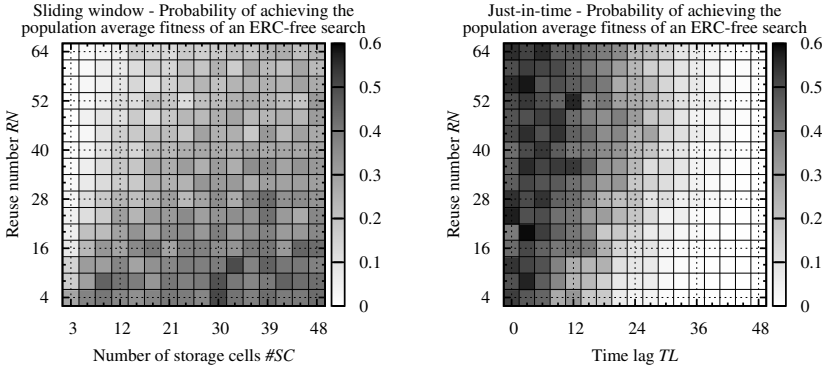 Sliding window - Probability of achieving the
population average fitness of an ERC-free search
64
52
40
28
16
4
Reuse number RN
3 12 21 30 39 48
Number of storage cells #SC
0.6
0.5
0.4
0.3
0.2
0.1
0
Just-in-time - Probability of achieving the
population average fitness of an ERC-free search
64
52
40
28
16
4
Reuse number RN
0 12 24 36 48
Time lag TL
0.6
0.5
0.4
0.3
0.2
0.1
0